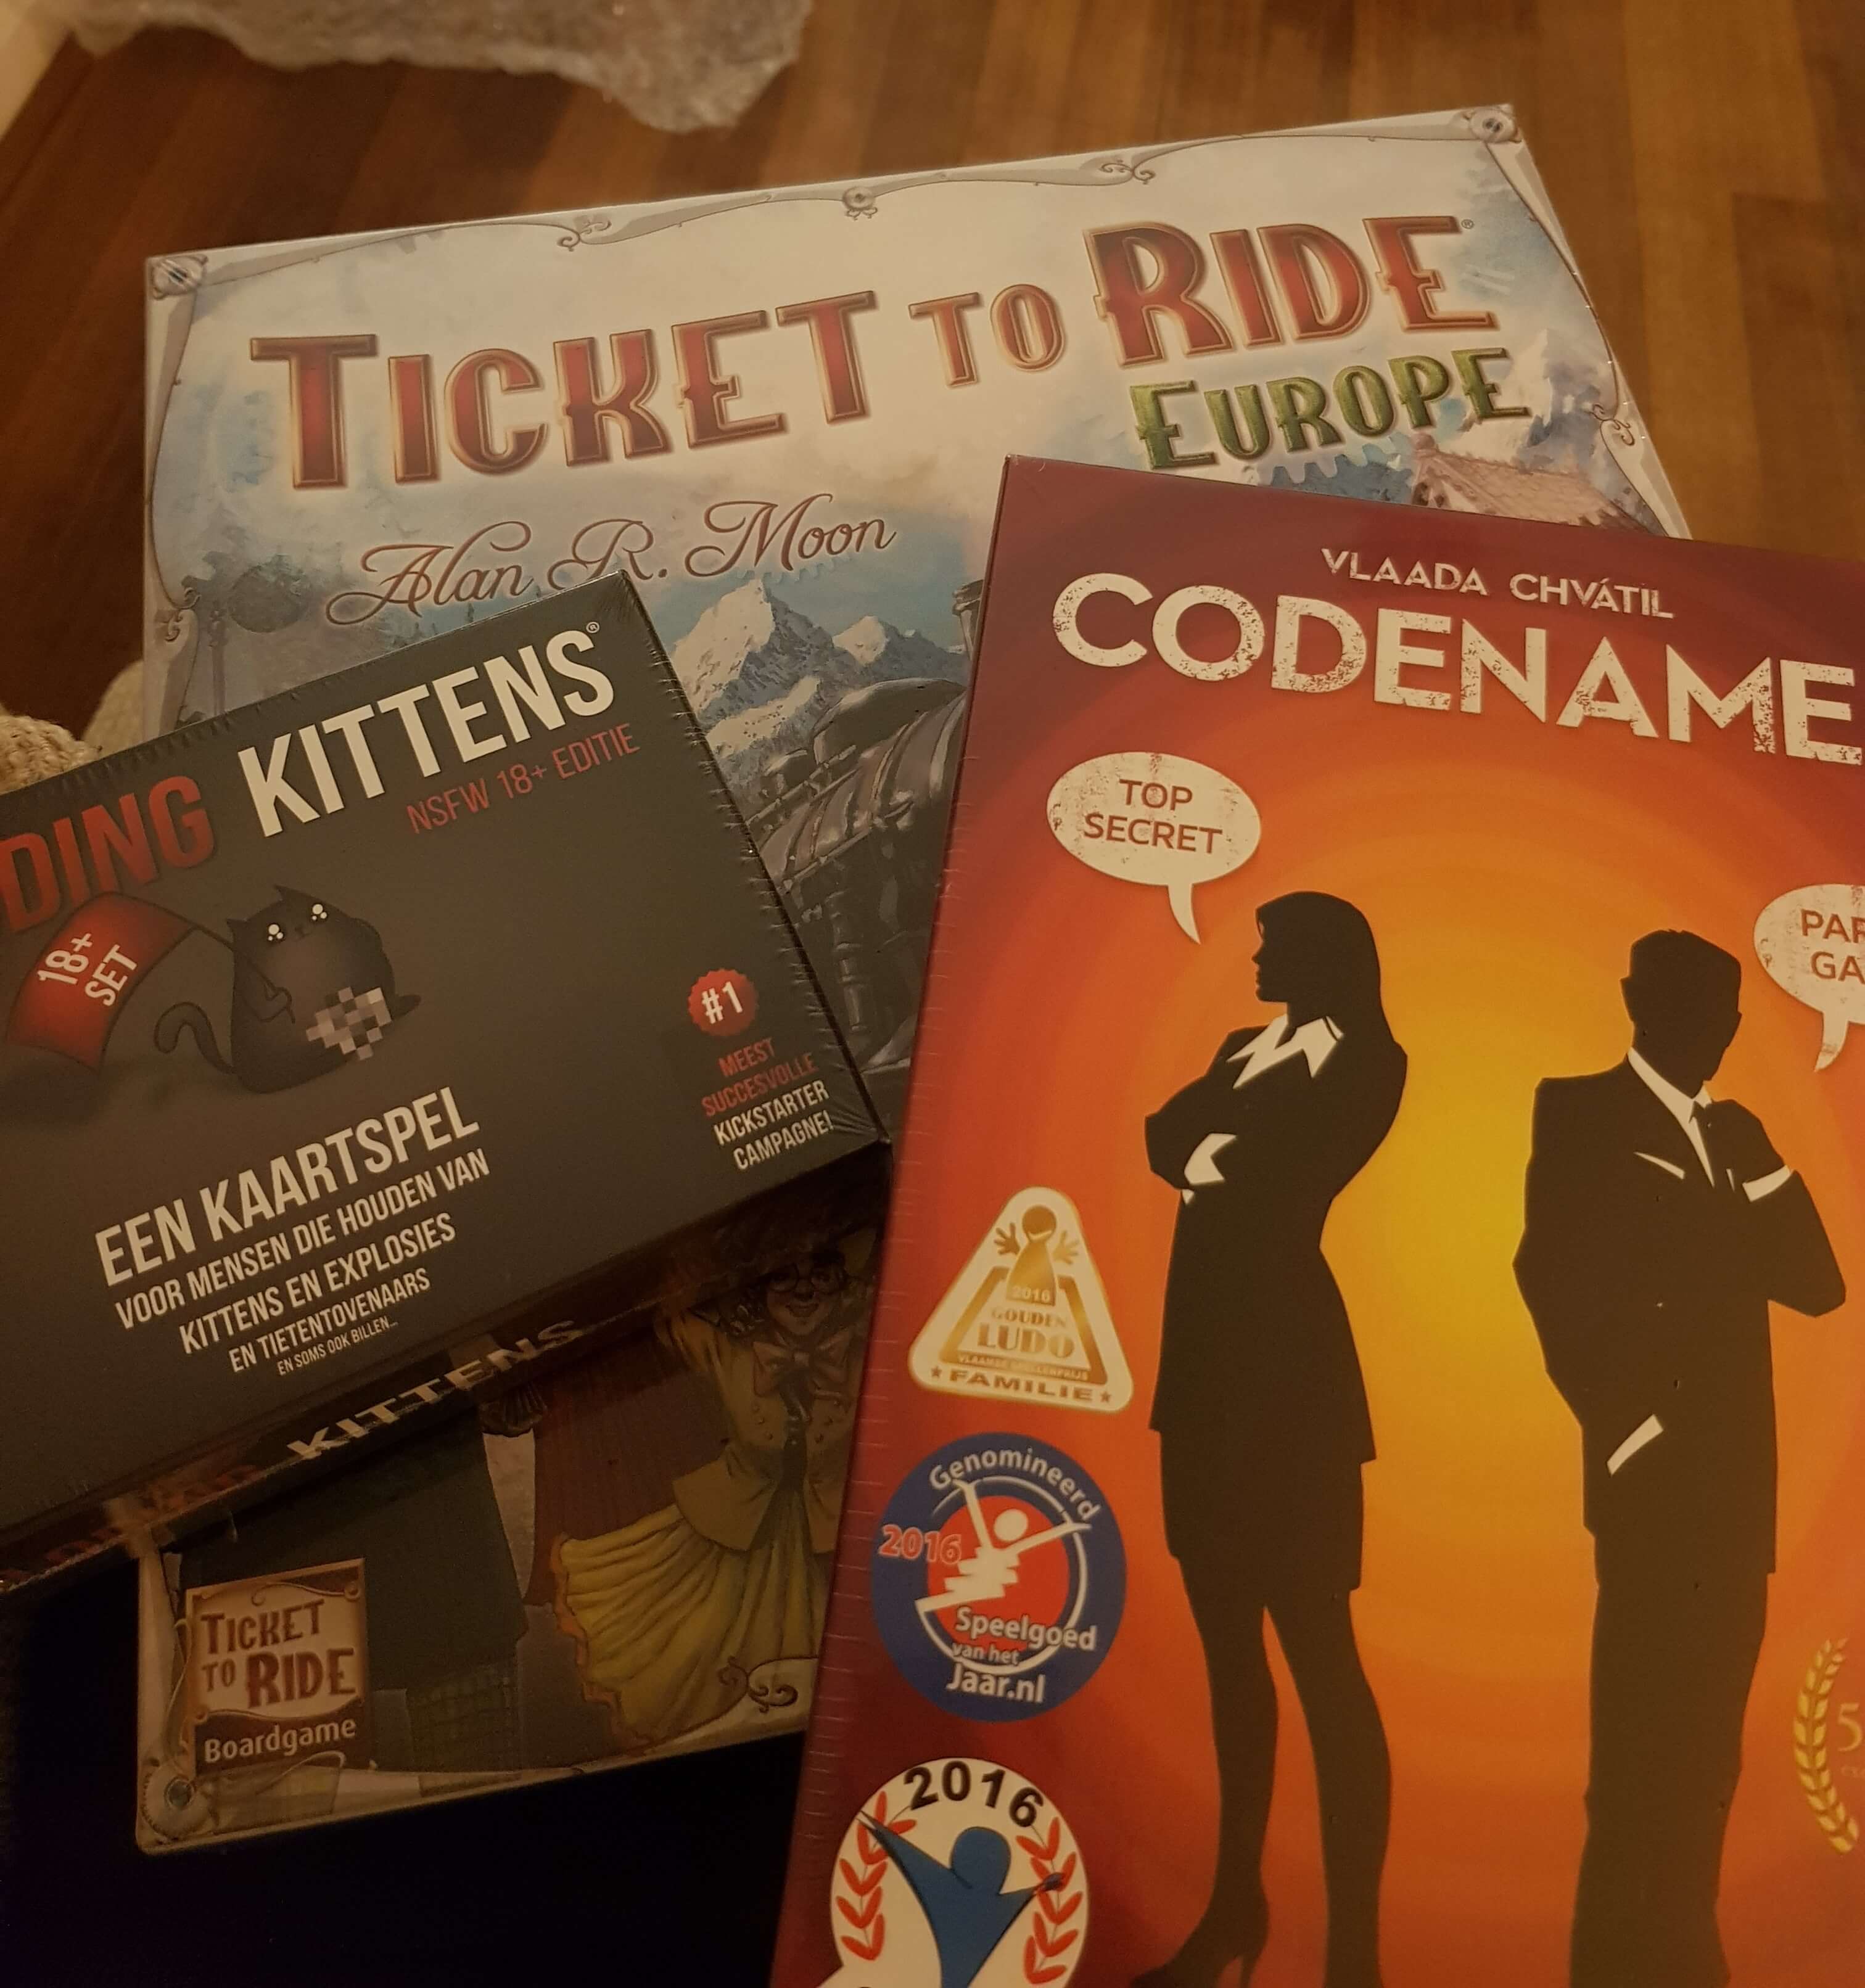 TICKET TO RIDE®
EUROPE
Alan R. Moon
DING KITTENS®
NSFW 18+ EDITIE
18+
SET
#1
MEEST
SUCCESVOLLE
KICKSTARTER
CAMPAGNE!
EEN KAARTSPEL
VOOR MENSEN DIE HOUDEN VAN
KITTENS EN EXPLOSIES
EN TIETENTOVENAARS
EN SOMS OOK BILLEN...
KITTENS
TICKET
TO RIDE
Boardgame
VLAADA CHVÁTIL
CODENAME
TOP
SECRET
PAR
GA
2016
GOUDEN
LUDO
VLAAMSE SPELLENPRIJS
FAMILIE
Genomineerd
2016
Speelgoed
van het
Jaar.nl
2016
5